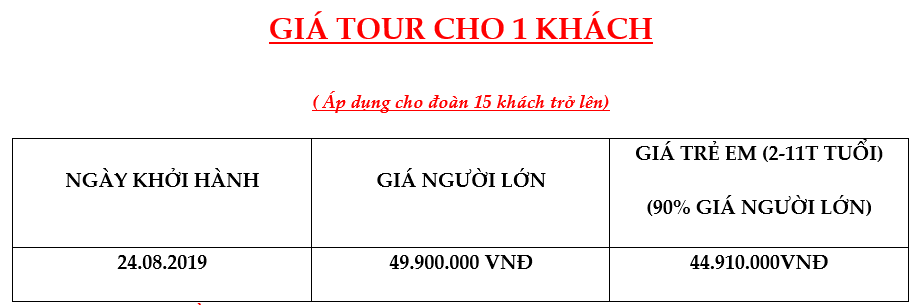 GIÁ TOUR CHO 1 KHÁCH
( Áp dụng cho đoàn 15 khách trở lên)
NGÀY KHỞI HÀNH
GIÁ NGƯỜI LỚN
GIÁ TRẺ EM (2-11T TUỔI)
(90% GIÁ NGƯỜI LỚN)
24.08.2019
49.900.000 VNĐ
44.910.000VNĐ